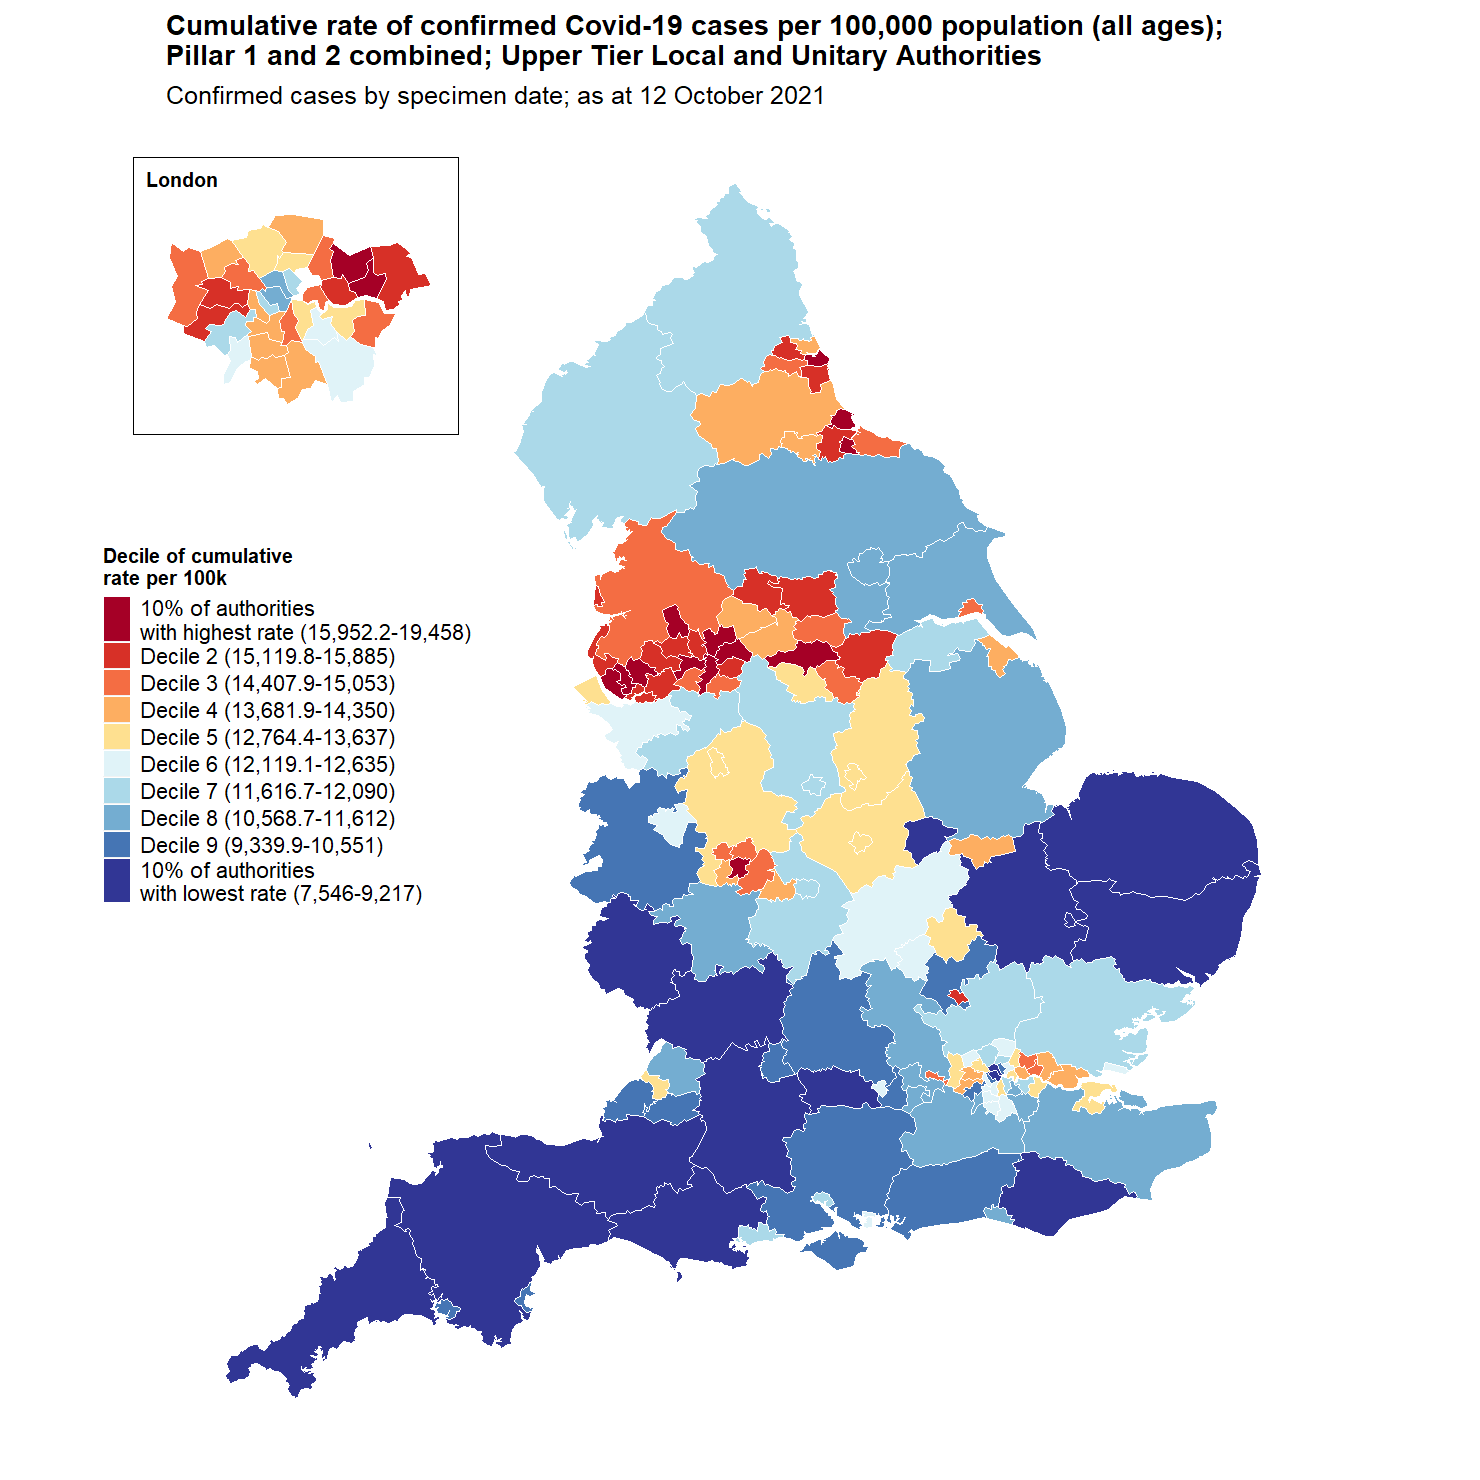 Cumulative rate of confirmed Covid-19 cases per 100,000 population (all ages);
Pillar 1 and 2 combined; Upper Tier Local and Unitary Authorities
Confirmed cases by specimen date; as at 12 October 2021
London
Decile of cumulative
rate per 100k
10% of authorities
with highest rate (15,952.2-19,458)
Decile 2 (15,119.8-15,885)
Decile 3 (14,407.9-15,053)
Decile 4 (13,681.9-14,350)
Decile 5 (12,764.4-13,637)
Decile 6 (12,119.1-12,635)
Decile 7 (11,616.7-12,090)
Decile 8 (10,568.7-11,612)
Decile 9 (9,339.9-10,551)
10% of authorities
with lowest rate (7,546-9,217)